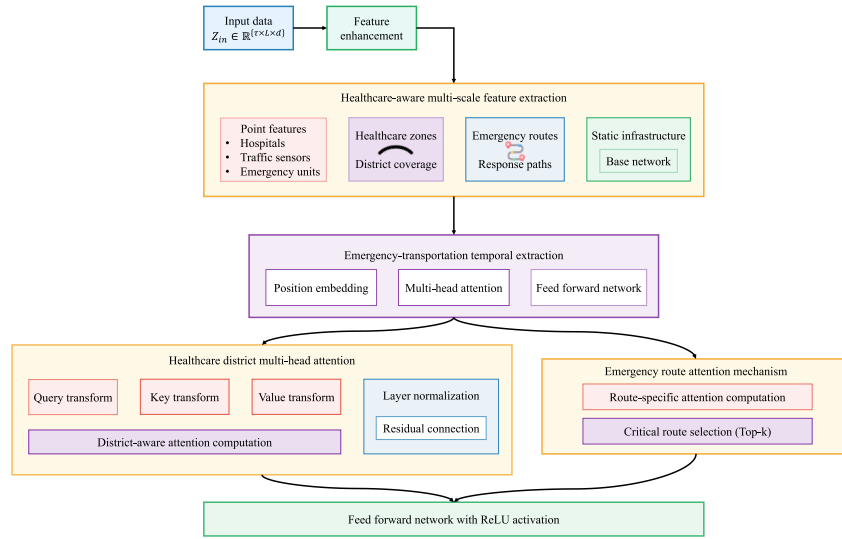 Input data
Z_{in} ∈ ℝ^{\{τ×L×d\}}
Feature
enhancement
Healthcare-aware multi-scale feature extraction
Point features
• Hospitals
• Traffic sensors
• Emergency units
Healthcare zones
District coverage
Emergency routes
Response paths
Static infrastructure
Base network
Emergency-transportation temporal extraction
Position embedding
Multi-head attention
Feed forward network
Healthcare district multi-head attention
Query transform
Key transform
Value transform
District-aware attention computation
Layer normalization
Residual connection
Emergency route attention mechanism
Route-specific attention computation
Critical route selection (Top-k)
Feed forward network with ReLU activation